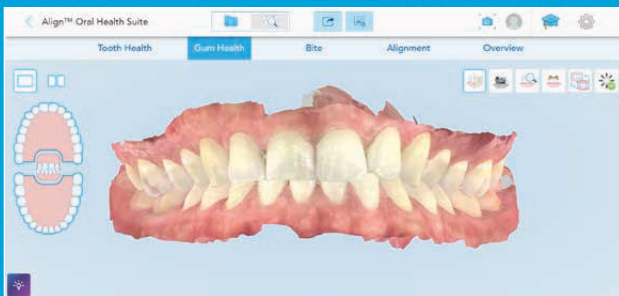 Align™ Oral Health Suite
Tooth Health Gum Health Bite Alignment Overview